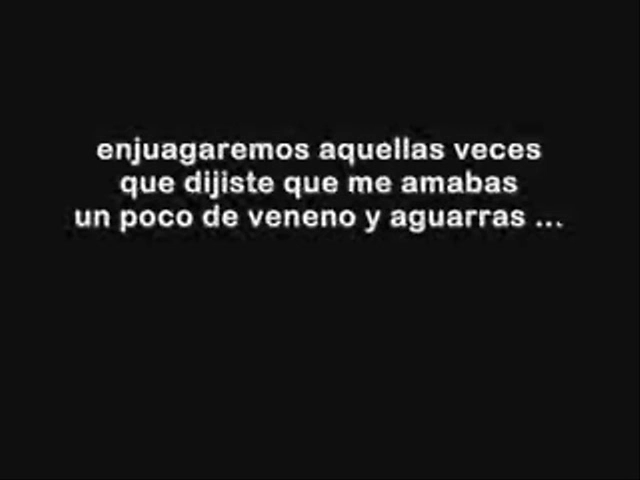 enjuagaremos aquellas veces
que dijiste que me amabas
un poco de veneno y aguarras ...